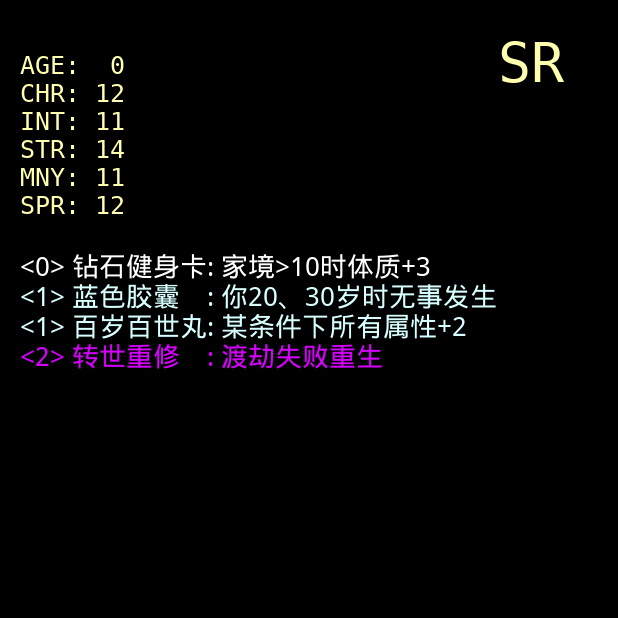 SR
AGE:  0
CHR: 12
INT: 11
STR: 14
MNY: 11
SPR: 12
<0> 钻石健身卡: 家境>10时体质+3
<1> 蓝色胶囊　: 你20、30岁时无事发生
<1> 百岁百世丸: 某条件下所有属性+2
<2> 转世重修　: 渡劫失败重生